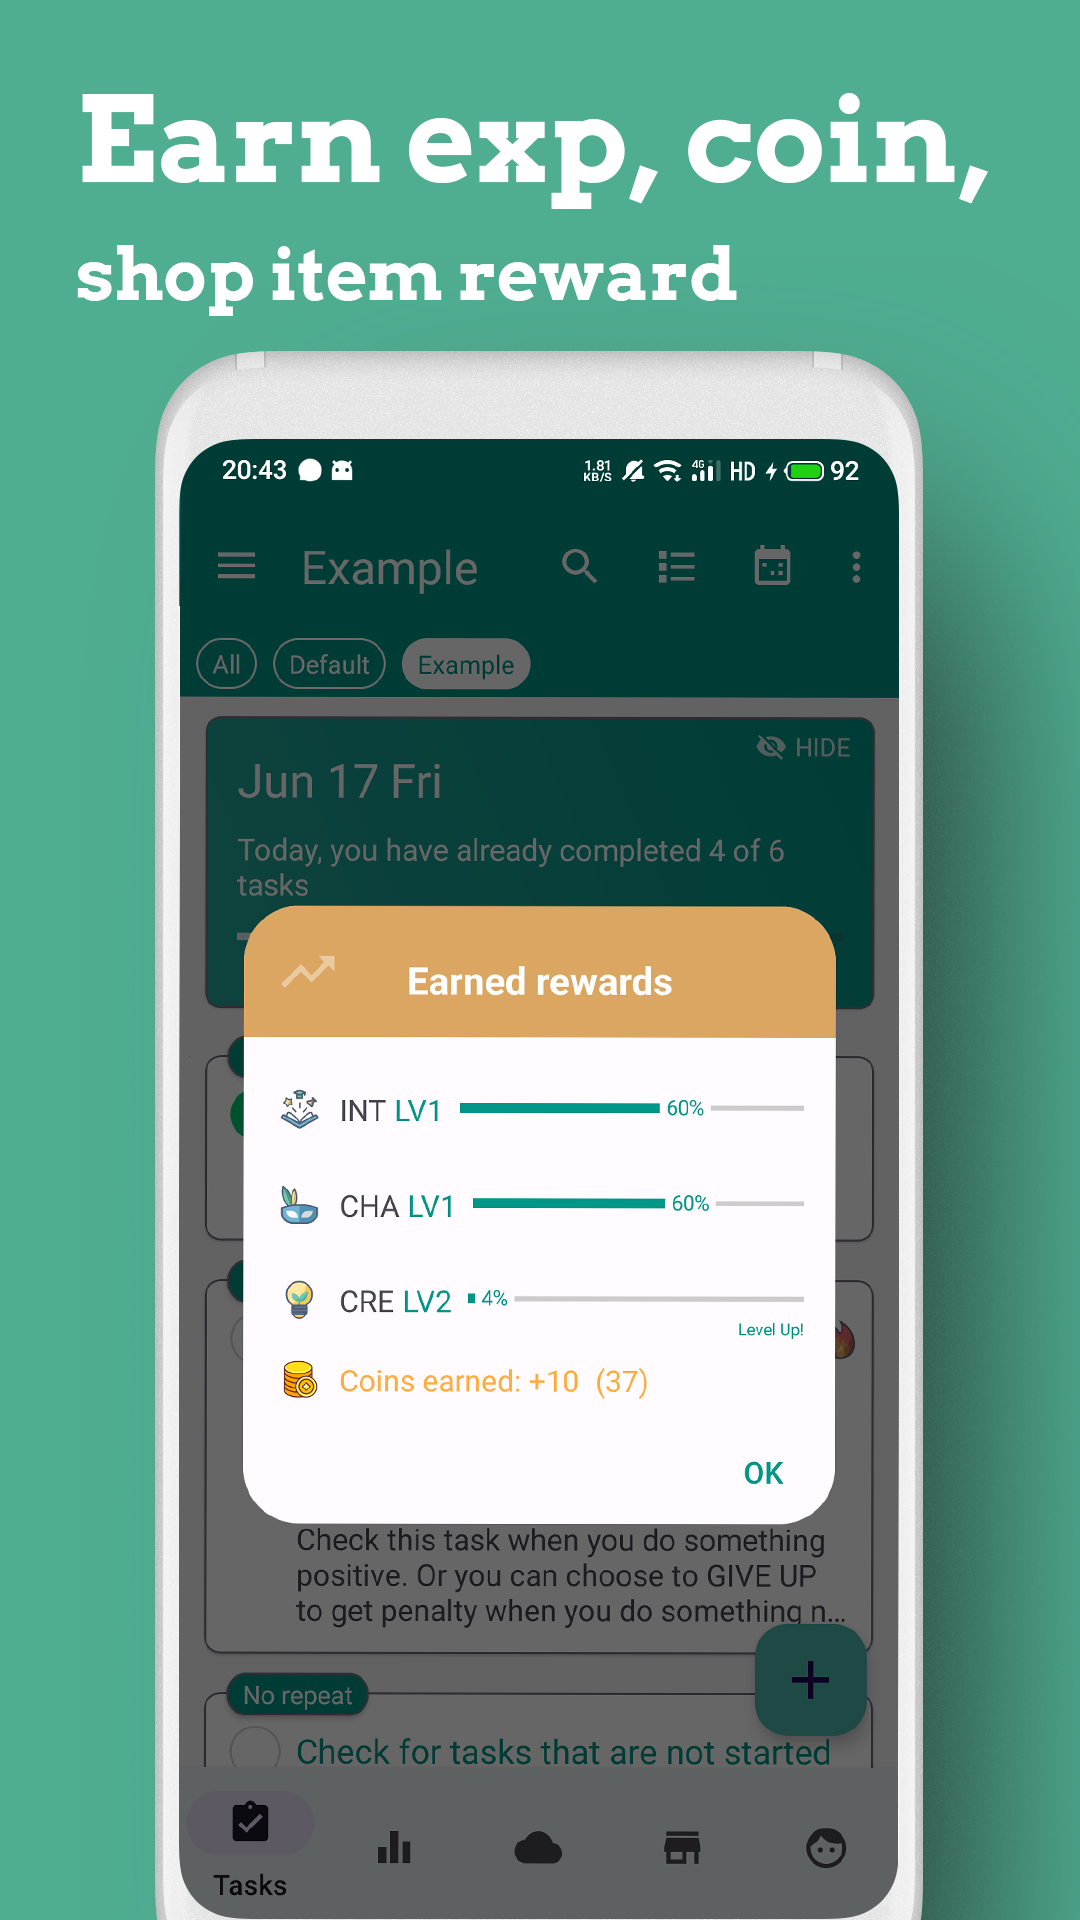 Earn exp, coin,
shop item reward
20:43
1.81
KB/S
4G
HD
92
Example
All
Default
Example
HIDE
Jun 17 Fri
Today, you have already completed 4 of 6
tasks
Earned rewards
INT LV1 60%
CHA LV1 60%
CRE LV2 4%
Level Up!
Coins earned: +10 (37)
OK
Check this task when you do something
positive. Or you can choose to GIVE UP
to get penalty when you do something n...
No repeat
Check for tasks that are not started
Tasks